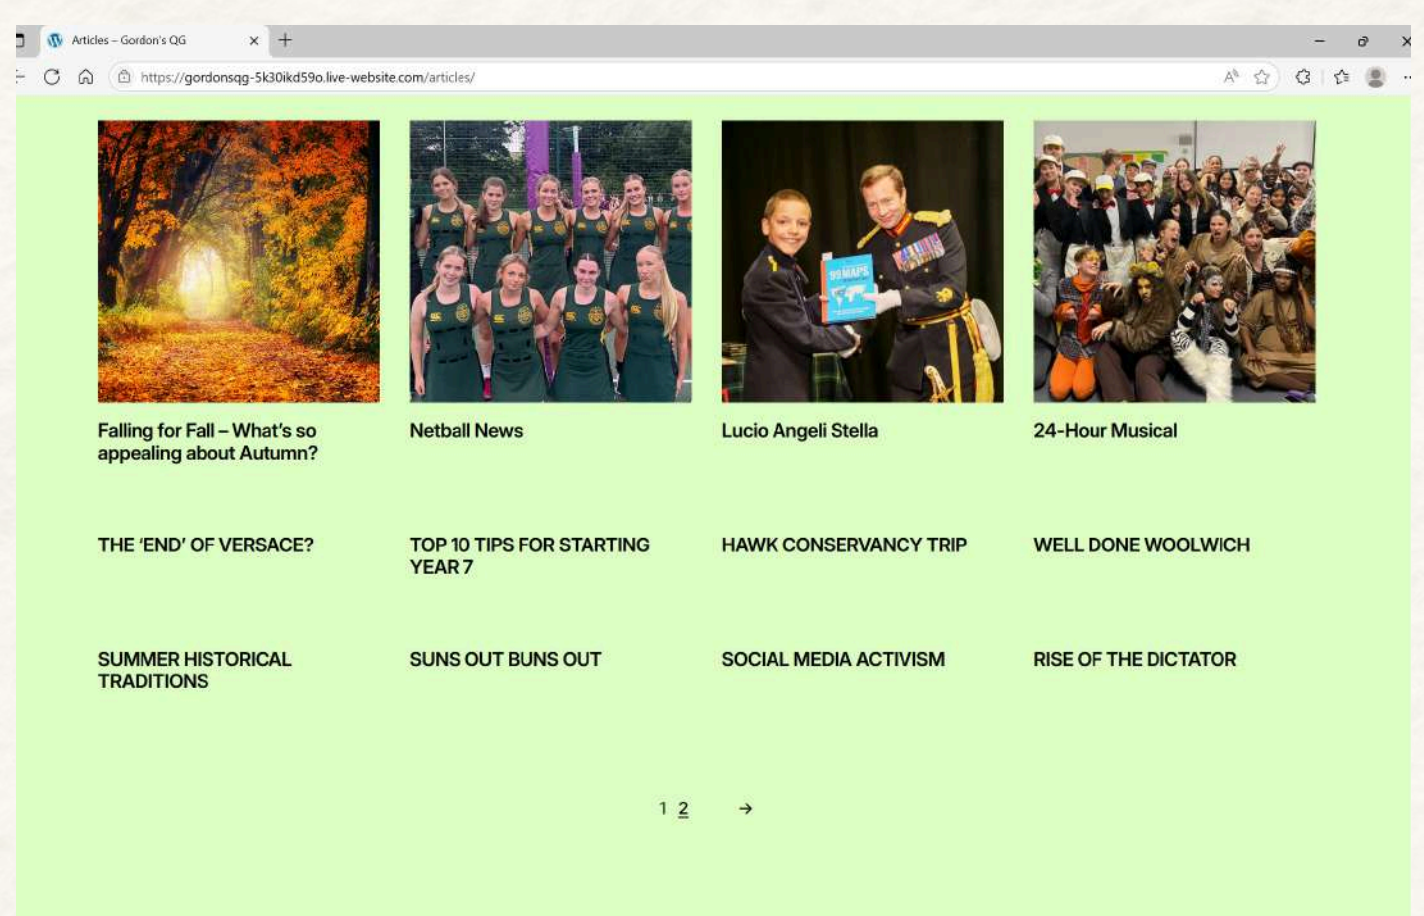 Articles – Gordon's QG
https://gordonsqg-5k30ikd59o.live-website.com/articles/
99 MAPS
Falling for Fall – What's so
appealing about Autumn?
Netball News
Lucio Angeli Stella
24-Hour Musical
THE 'END' OF VERSACE?
TOP 10 TIPS FOR STARTING
YEAR 7
HAWK CONSERVANCY TRIP
WELL DONE WOOLWICH
SUMMER HISTORICAL
TRADITIONS
SUNS OUT BUNS OUT
SOCIAL MEDIA ACTIVISM
RISE OF THE DICTATOR
1 2 →